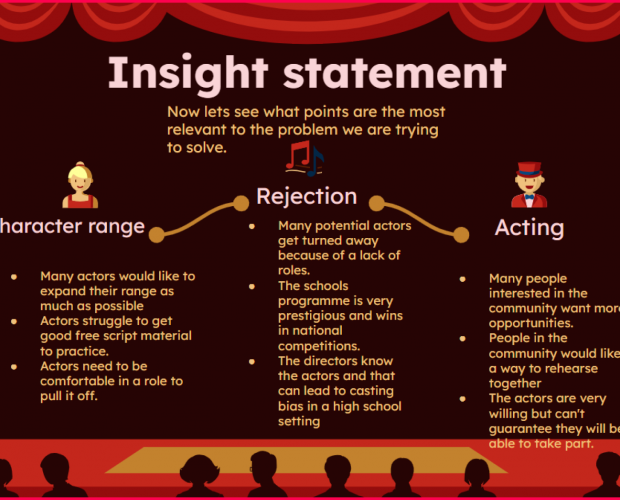 Insight statement
Now lets see what points are the most
relevant to the problem we are trying
to solve.
haracter range
● Many actors would like to
expand their range as
much as possible
● Actors struggle to get
good free script material
to practice.
● Actors need to be
comfortable in a role to
pull it off.
Rejection
● Many potential actors
get turned away
because of a lack of
roles.
● The schools
programme is very
prestigious and wins
in national
competitions.
● The directors know
the actors and that
can lead to casting
bias in a high school
setting
Acting
● Many people
interested in the
community want more
opportunities.
● People in the
community would like
a way to rehearse
together
● The actors are very
willing but can't
guarantee they will be
able to take part.